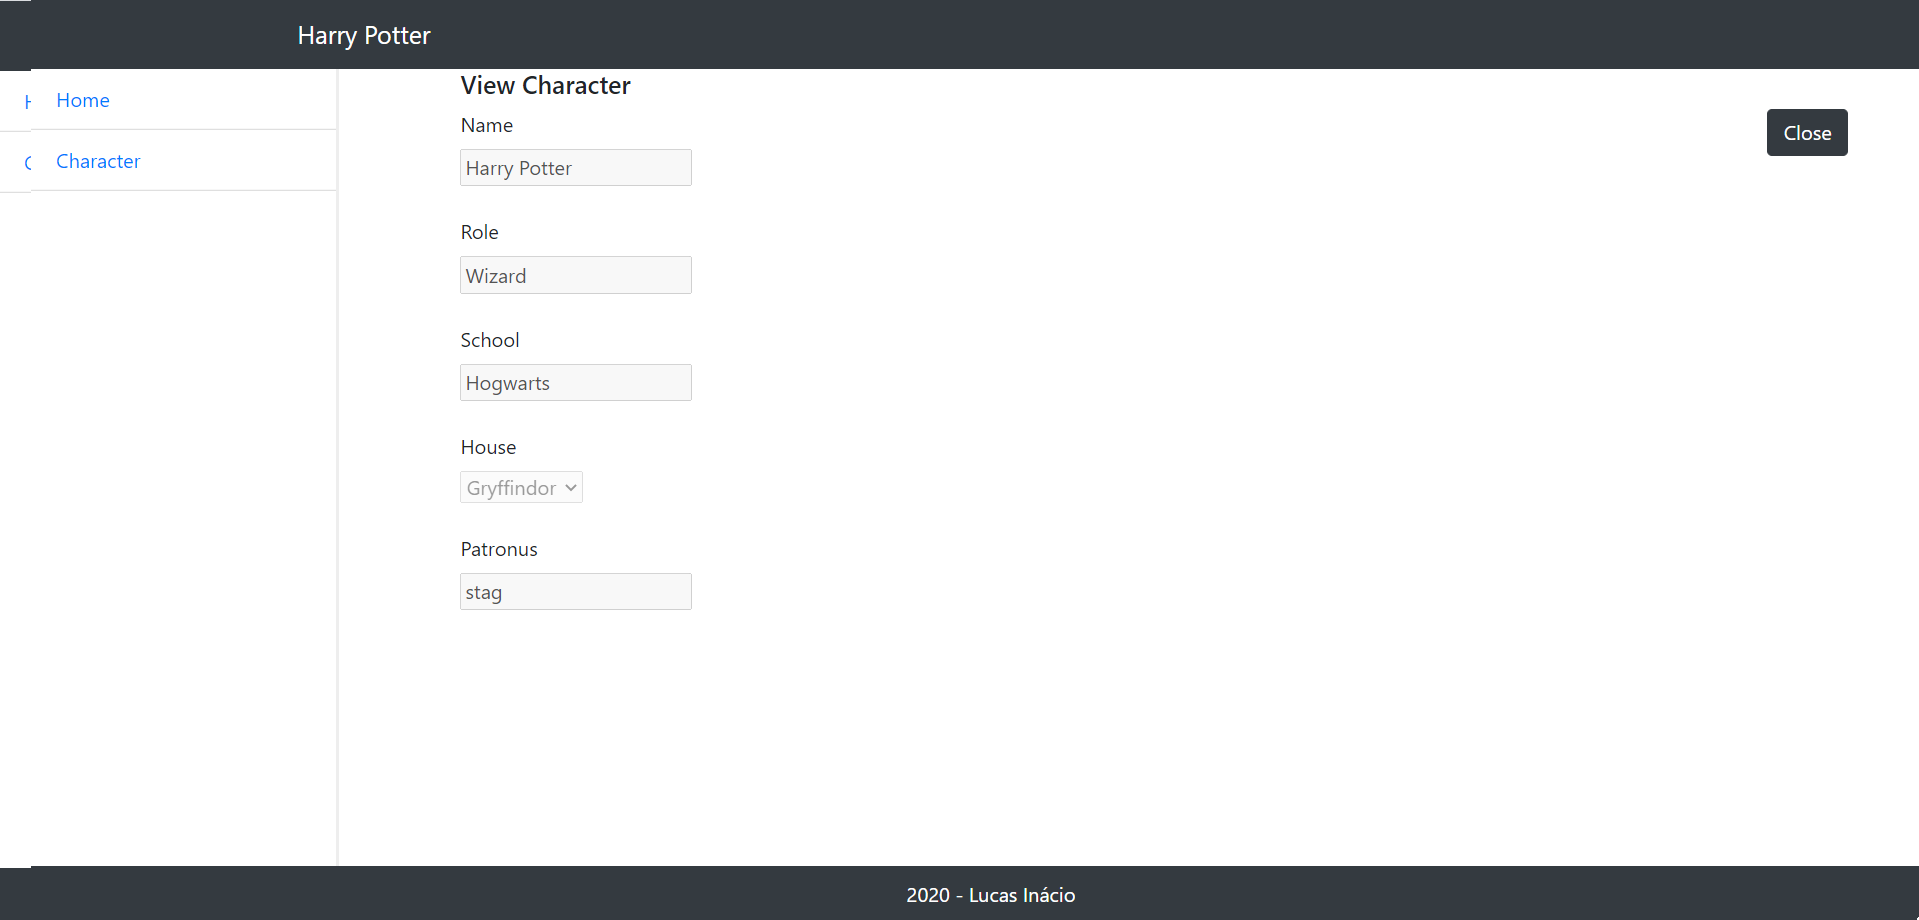 Harry Potter
Home
Character
View Character
Close
Name
Harry Potter
Role
Wizard
School
Hogwarts
House
Gryffindor
Patronus
stag
2020 - Lucas Inácio